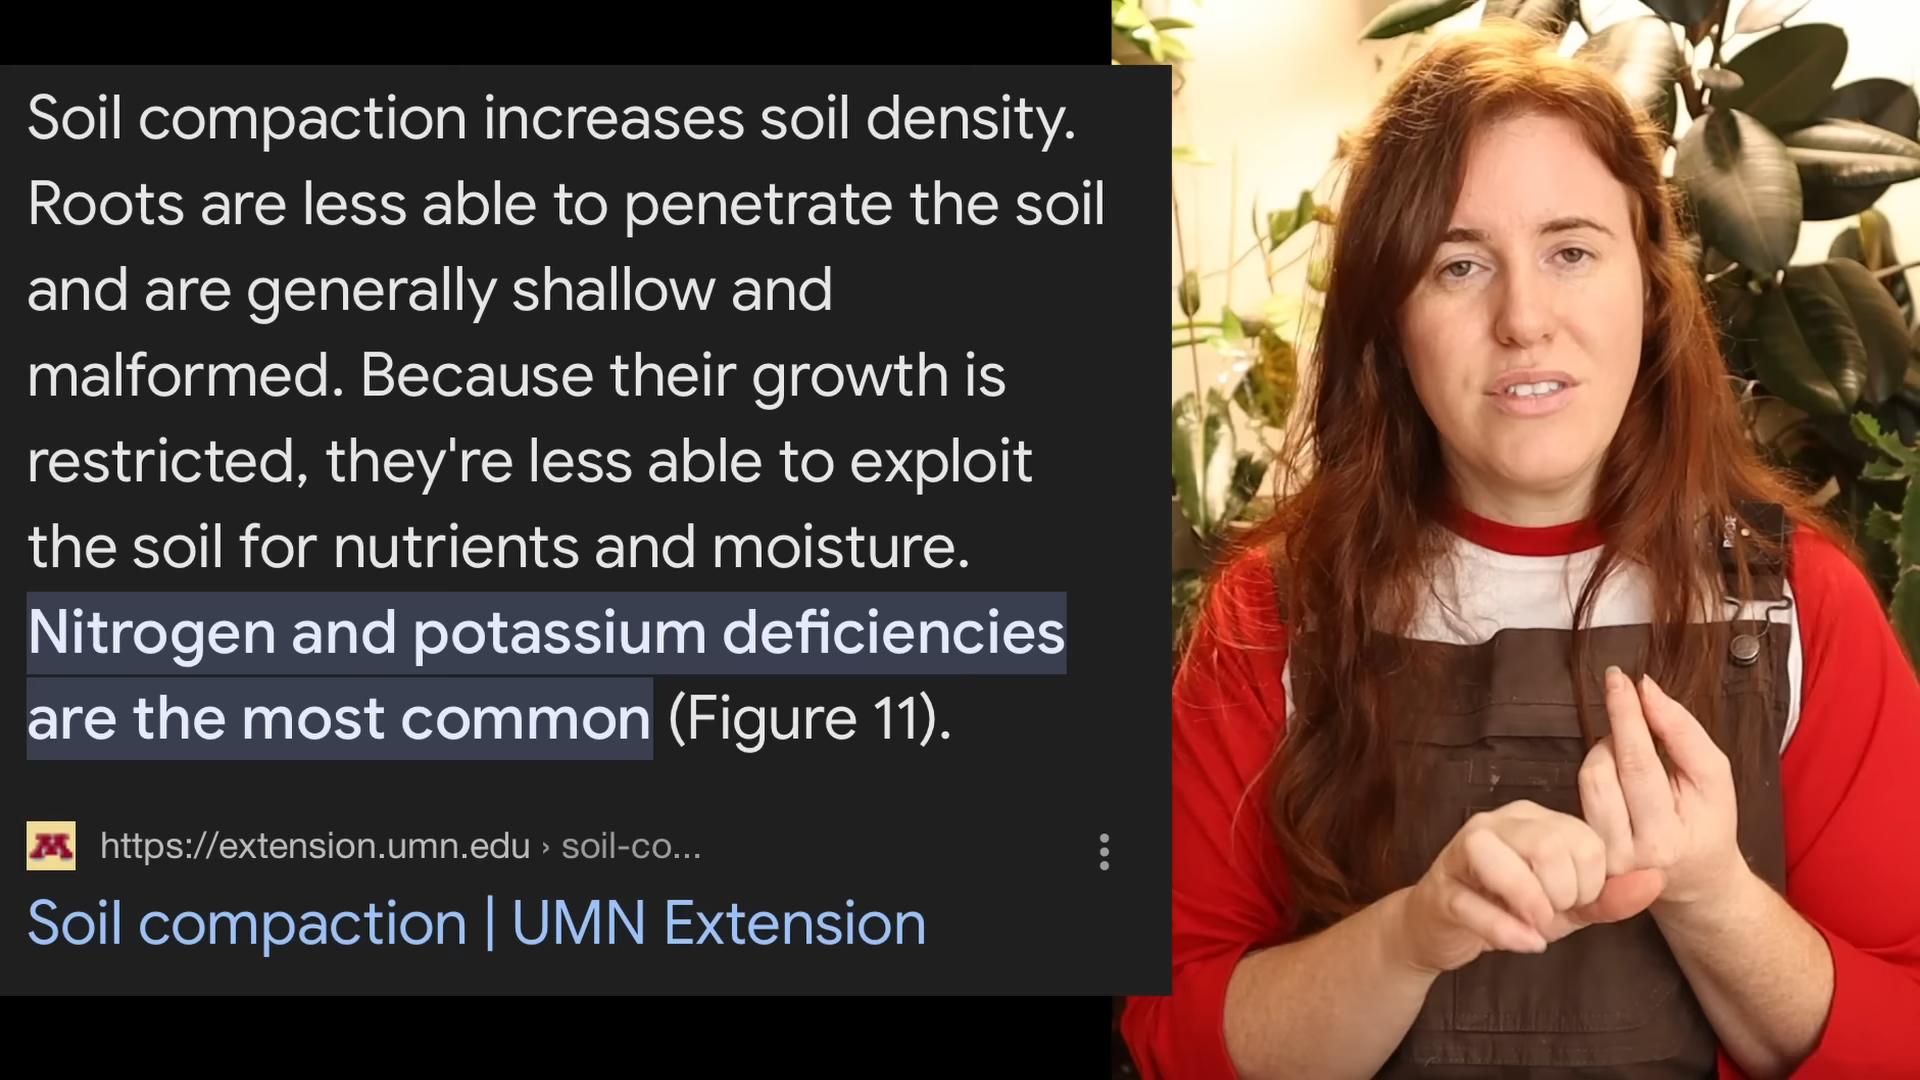 Soil compaction increases soil density.
Roots are less able to penetrate the soil
and are generally shallow and
malformed. Because their growth is
restricted, they're less able to exploit
the soil for nutrients and moisture.
Nitrogen and potassium deficiencies
are the most common (Figure 11).
https://extension.umn.edu › soil-co...
Soil compaction | UMN Extension